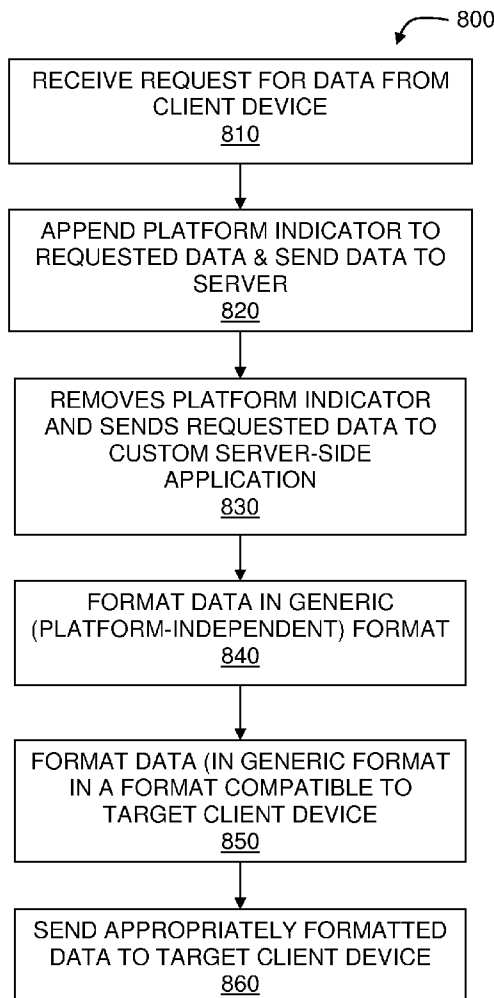 800
RECEIVE REQUEST FOR DATA FROM
CLIENT DEVICE
810
APPEND PLATFORM INDICATOR TO
REQUESTED DATA & SEND DATA TO
SERVER
820
REMOVES PLATFORM INDICATOR
AND SENDS REQUESTED DATA TO
CUSTOM SERVER-SIDE
APPLICATION
830
FORMAT DATA IN GENERIC
(PLATFORM-INDEPENDENT) FORMAT
840
FORMAT DATA (IN GENERIC FORMAT
IN A FORMAT COMPATIBLE TO
TARGET CLIENT DEVICE
850
SEND APPROPRIATELY FORMATTED
DATA TO TARGET CLIENT DEVICE
860